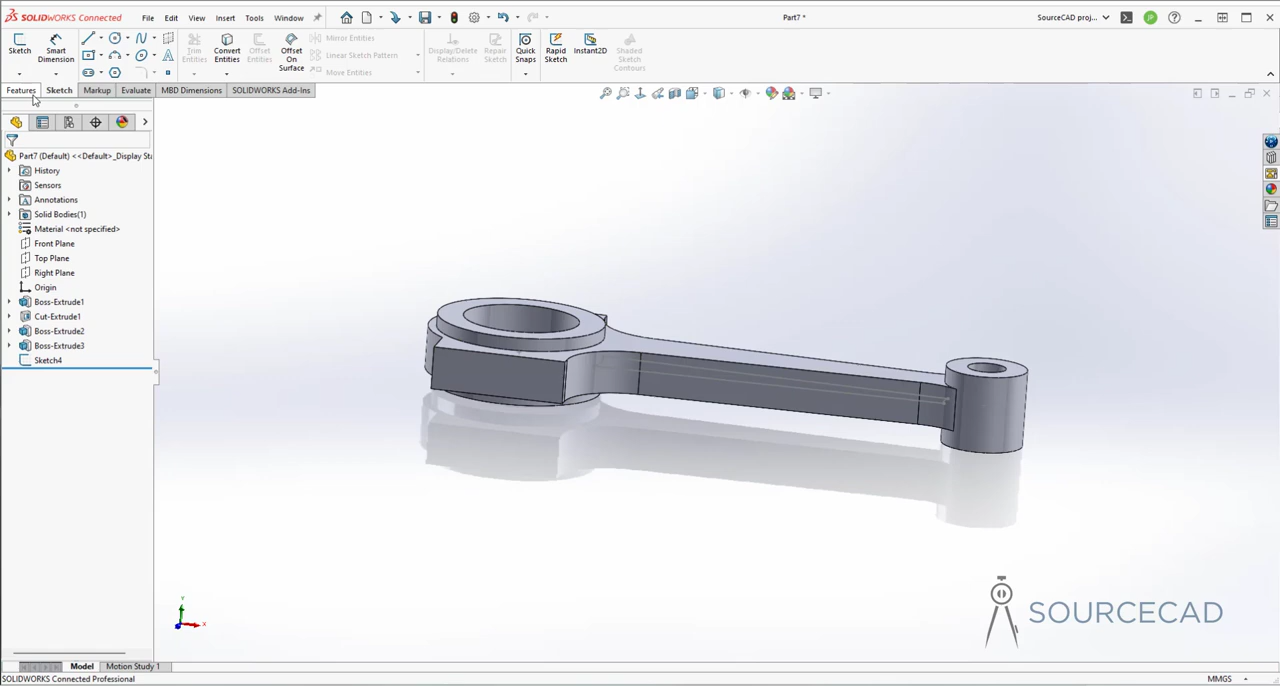 SOLIDWORKS Connected
File
Edit
View
Insert
Tools
Window
Part7 *
SourceCAD proj...
JP
Sketch
Smart Dimension
Trim Entities
Convert Entities
Offset Entities
Offset On Surface
Mirror Entities
Linear Sketch Pattern
Move Entities
Display/Delete Relations
Repair Sketch
Quick Snaps
Rapid Sketch
Instant2D
Shaded Sketch Contours
Features
Sketch
Markup
Evaluate
MBD Dimensions
SOLIDWORKS Add-Ins
Part7 (Default) <<Default>_Display Sta
History
Sensors
Annotations
Solid Bodies(1)
Material <not specified>
Front Plane
Top Plane
Right Plane
Origin
Boss-Extrude1
Cut-Extrude1
Boss-Extrude2
Boss-Extrude3
Sketch4
Y
X
SOURCECAD
Model
Motion Study 1
SOLIDWORKS Connected Professional
MMGS